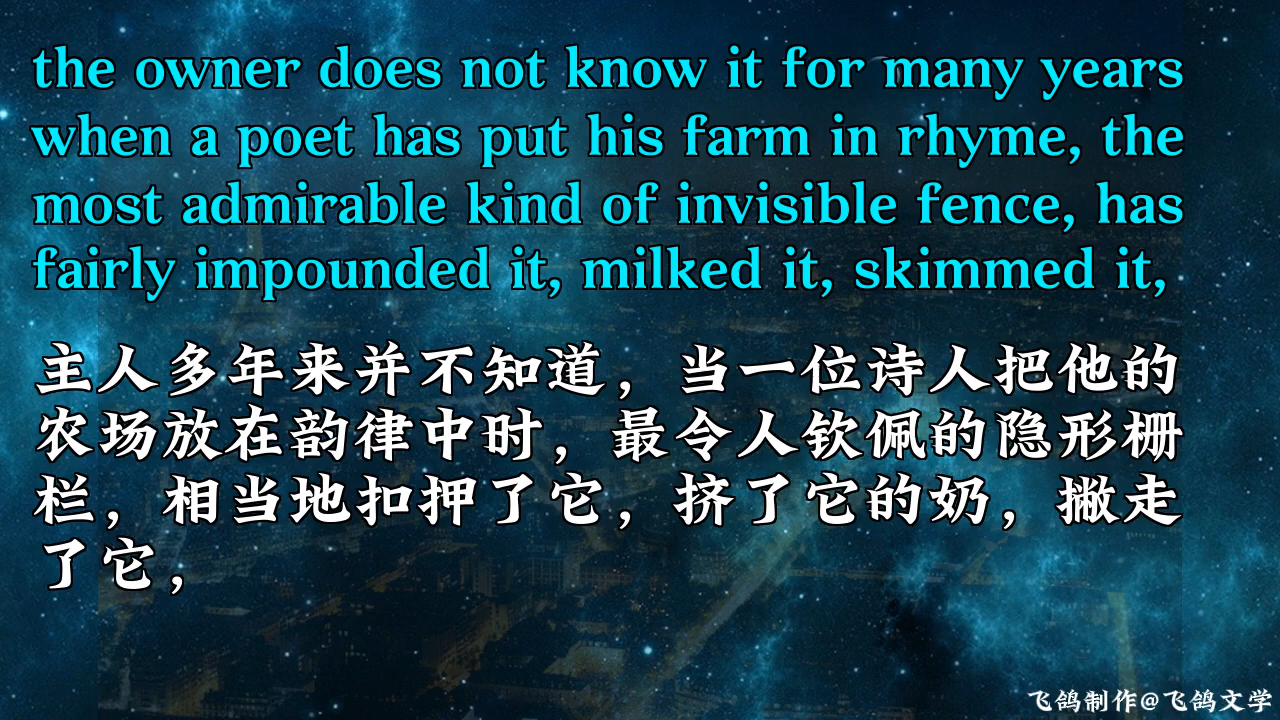 the owner does not know it for many years
when a poet has put his farm in rhyme, the
most admirable kind of invisible fence, has
fairly impounded it, milked it, skimmed it,
主人多年来并不知道，当一位诗人把他的
农场放在韵律中时，最令人钦佩的隐形栅
栏，相当地扣押了它，挤了它的奶，撇走
了它，
飞鸽制作@飞鸽文学